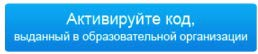 Активируйте код,
выданный в образовательной организации